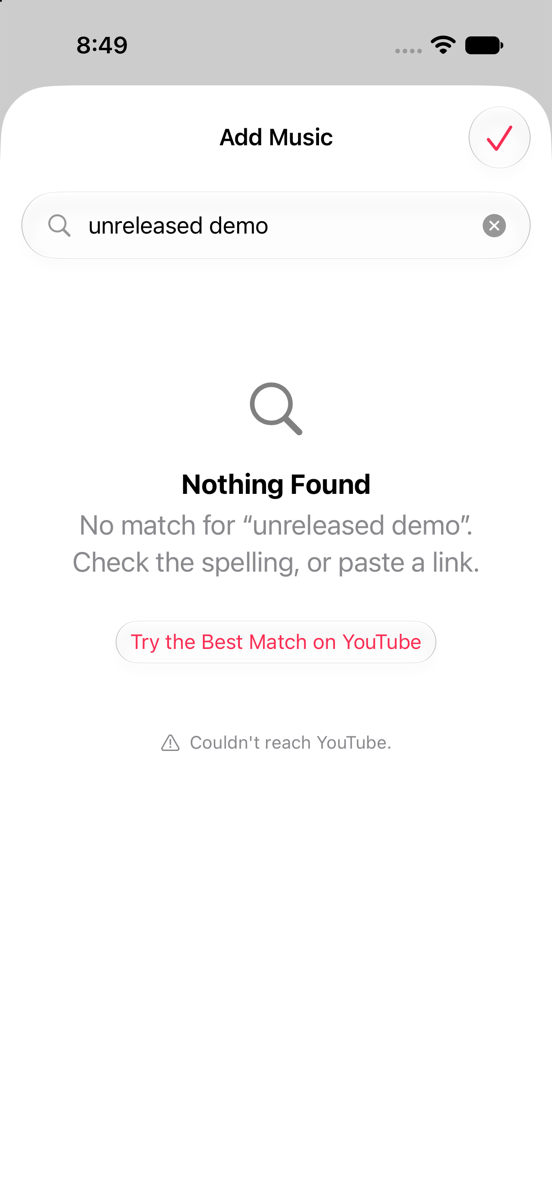 8:49
Add Music
unreleased demo
Nothing Found
No match for “unreleased demo”.
Check the spelling, or paste a link.
Try the Best Match on YouTube
Couldn't reach YouTube.